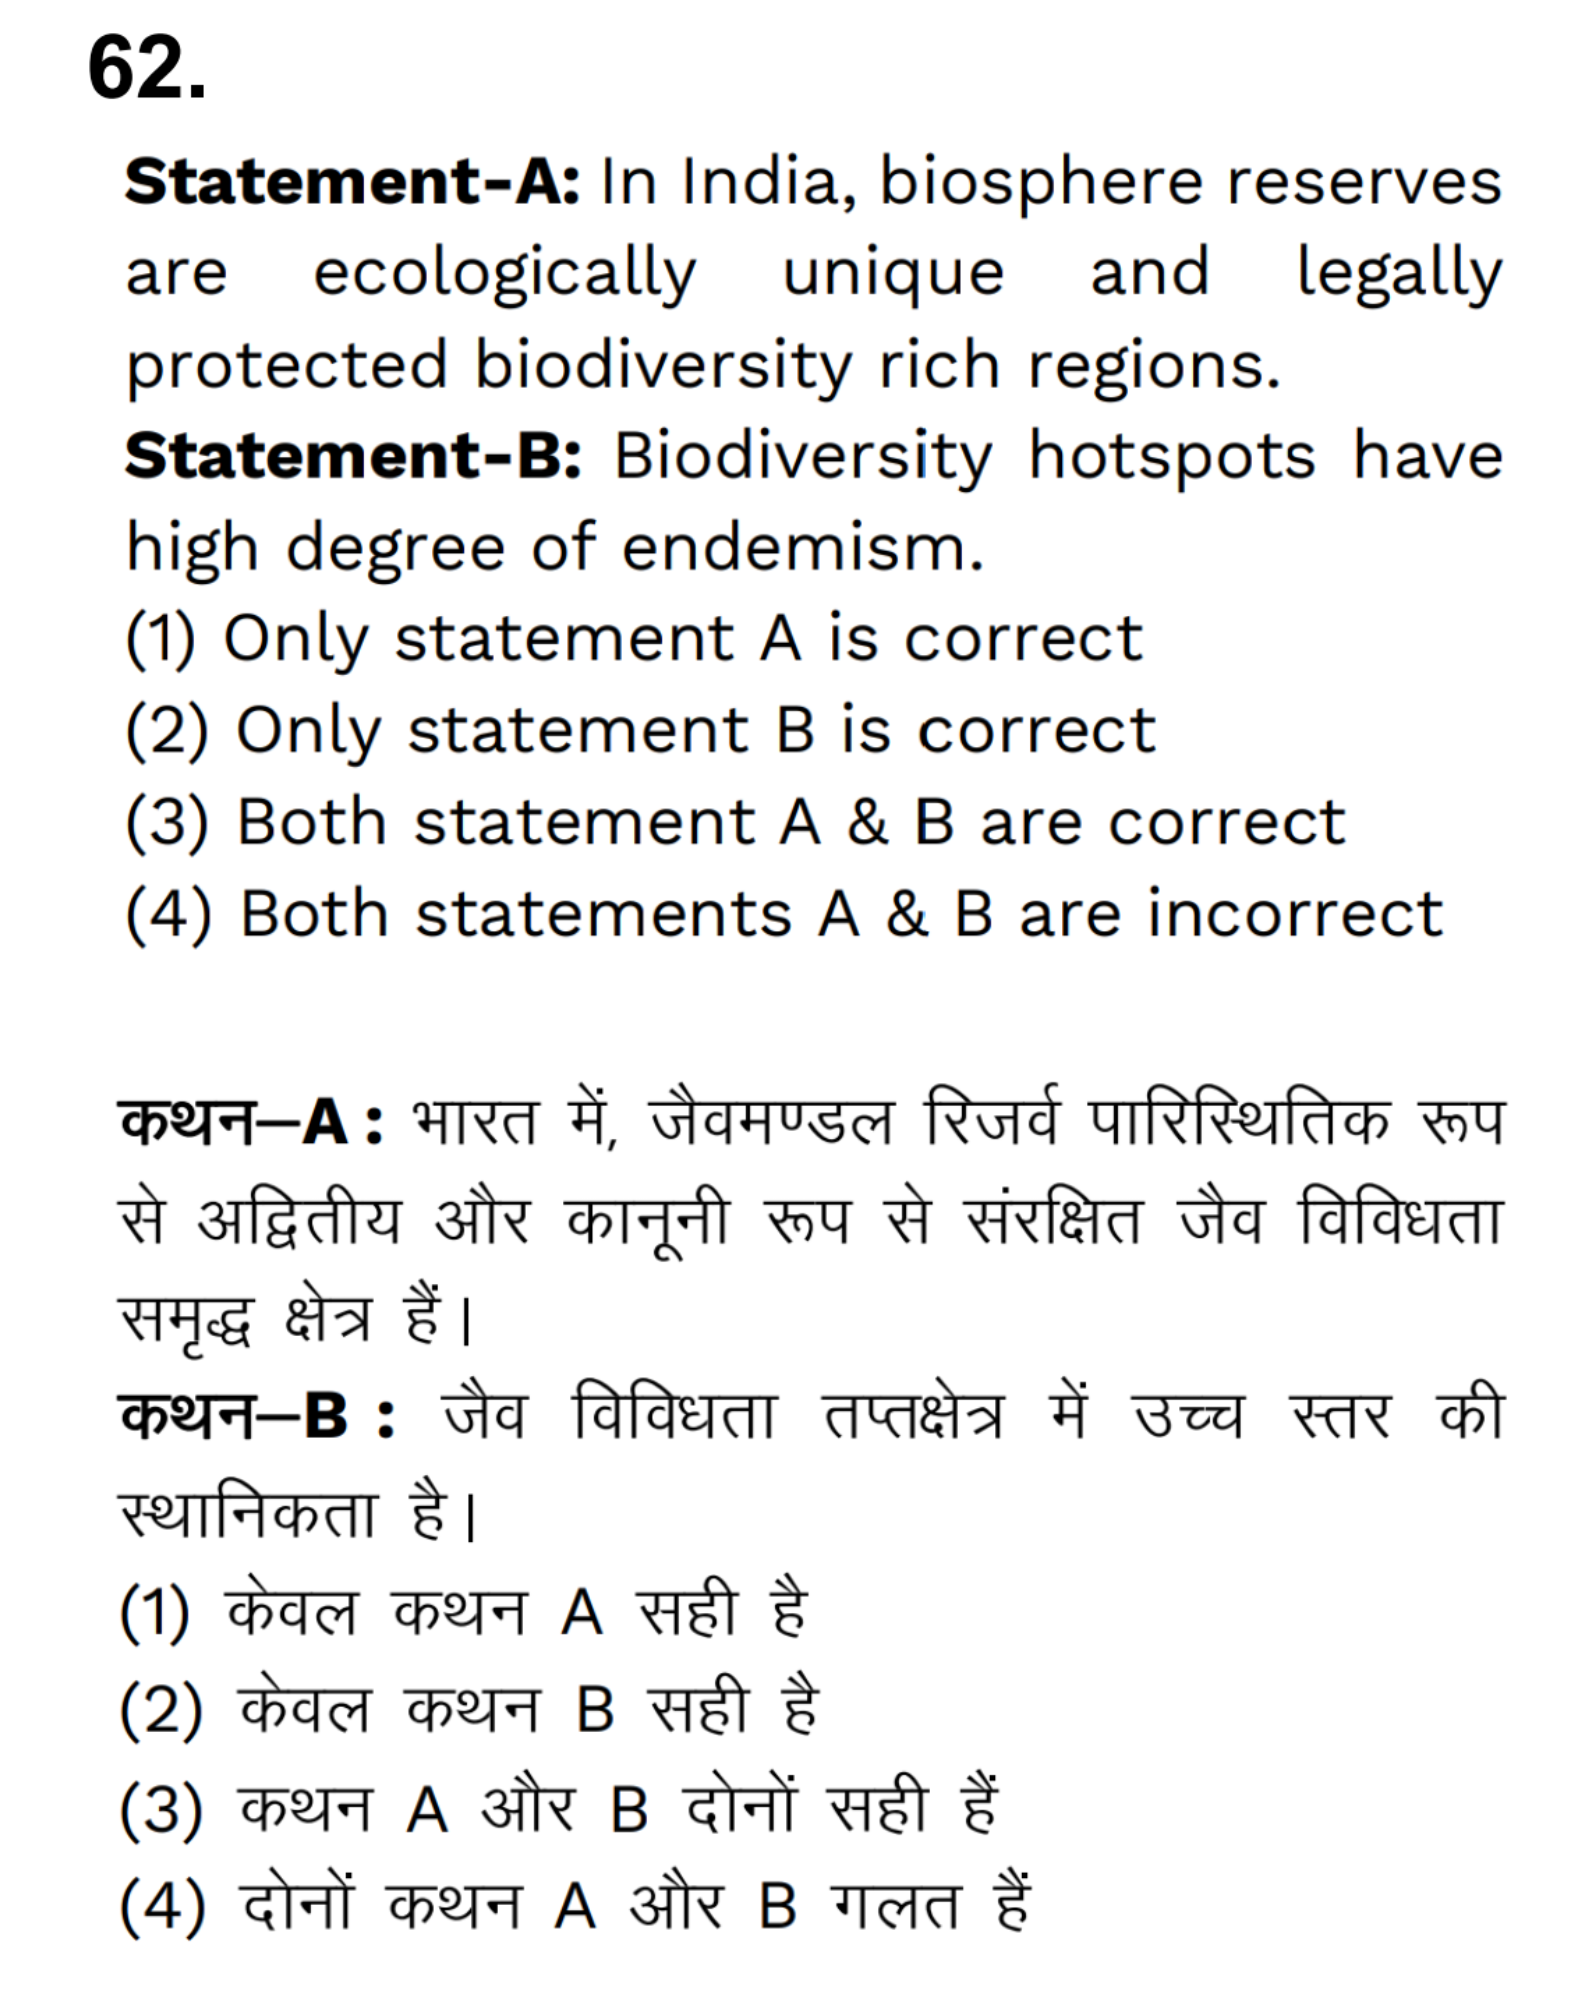 62.
Statement-A: In India, biosphere reserves
are ecologically unique and legally
protected biodiversity rich regions.
Statement-B: Biodiversity hotspots have
high degree of endemism.
(1) Only statement A is correct
(2) Only statement B is correct
(3) Both statement A & B are correct
(4) Both statements A & B are incorrect
कथन–A : भारत में, जैवमण्डल रिजर्व पारिस्थितिक रूप
से अद्वितीय और कानूनी रूप से संरक्षित जैव विविधता
समृद्ध क्षेत्र हैं।
कथन–B : जैव विविधता तप्तक्षेत्र में उच्च स्तर की
स्थानिकता है।
(1) केवल कथन A सही है
(2) केवल कथन B सही है
(3) कथन A और B दोनों सही हैं
(4) दोनों कथन A और B गलत हैं